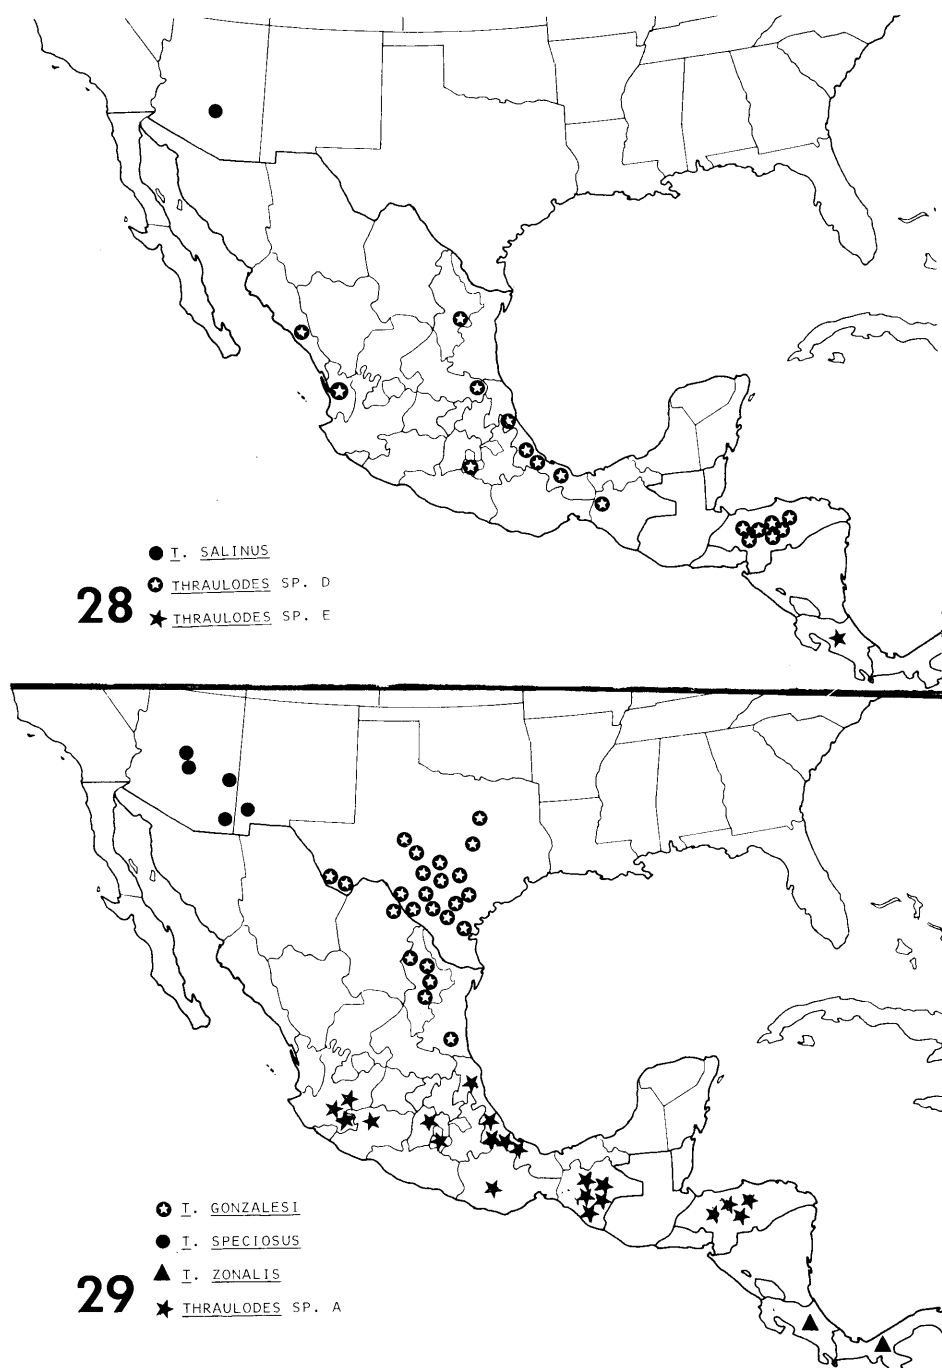 T. SALINUS
THRAULODES SP. D
28
THRAULODES SP. E
T. GONZALESI
T. SPECIOSUS
T. ZONALIS
29
THRAULODES SP. A